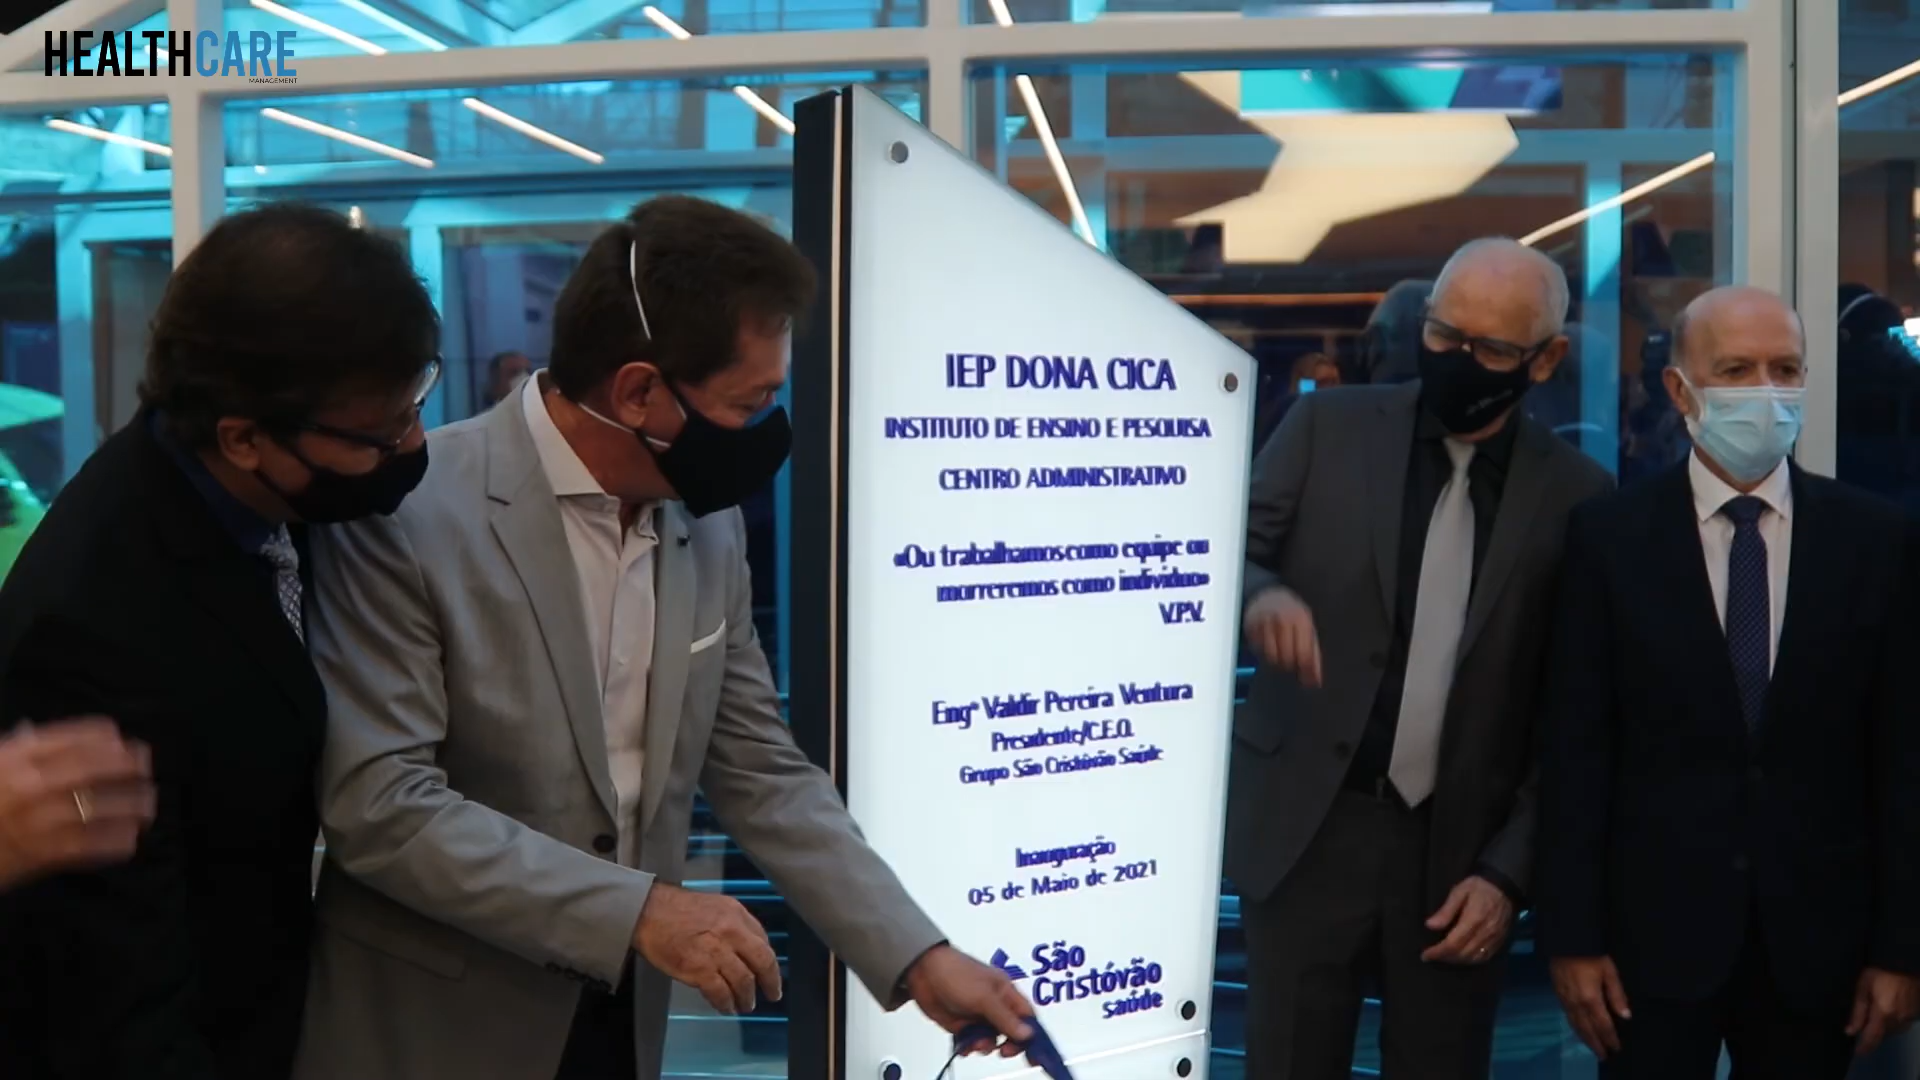 HEALTHCARE
MANAGEMENT
IEP DONA CICA
INSTITUTO DE ENSINO E PESQUISA
CENTRO ADMINISTRATIVO
«Ou trabalhamos como equipe ou
morreremos como indivíduo»
V.P.V.
Engº Valdir Pereira Ventura
Presidente/C.E.O.
Grupo São Cristóvão Saúde
Inauguração
05 de Maio de 2021
São
Cristóvão
saúde